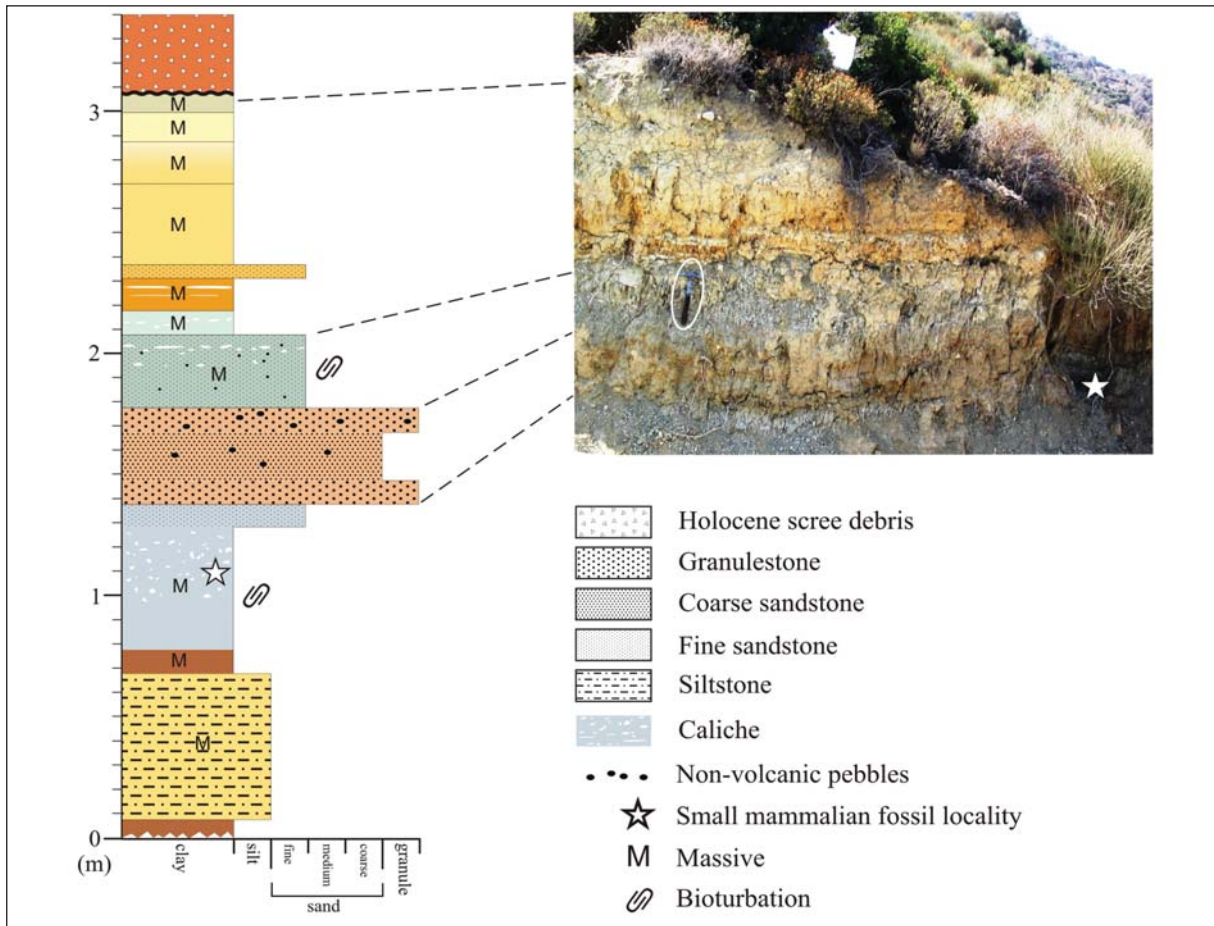 M
3
M
M
M
M
M
2
M
M
1
M
M
0
(m)
clay
silt
fine
medium
coarse
granule
sand
Holocene scree debris
Granulestone
Coarse sandstone
Fine sandstone
Siltstone
Caliche
Non-volcanic pebbles
Small mammalian fossil locality
M Massive
Bioturbation